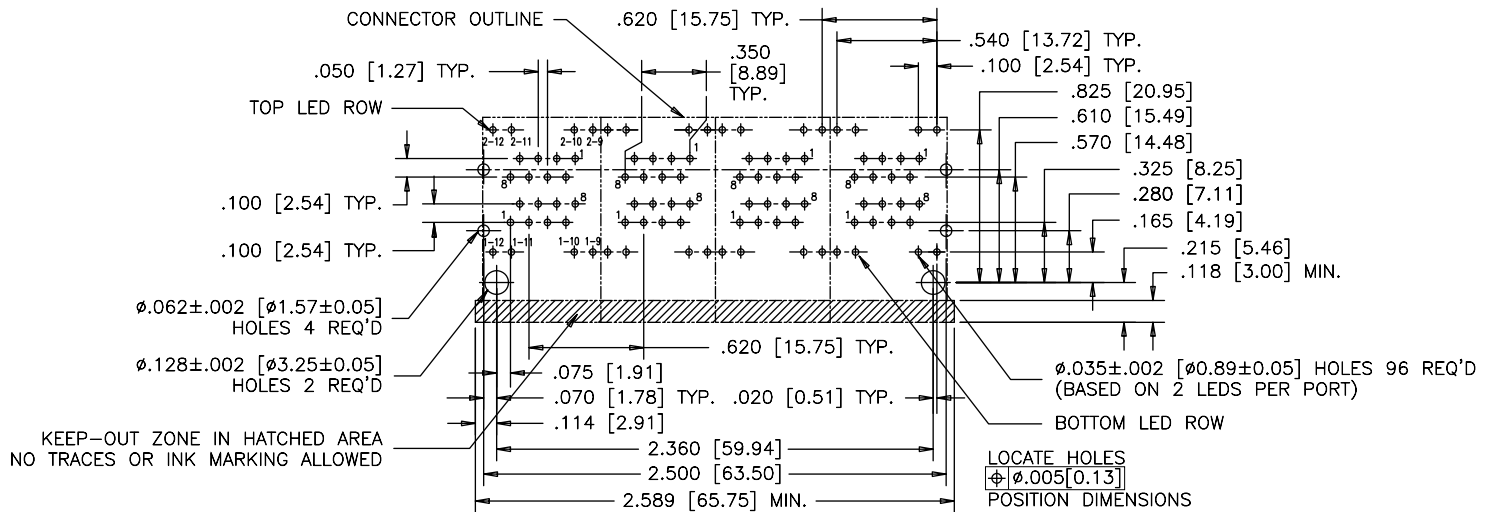 CONNECTOR OUTLINE
.620 [15.75] TYP.
.540 [13.72] TYP.
.350
[8.89]
TYP.
.050 [1.27] TYP.
.100 [2.54] TYP.
TOP LED ROW
.825 [20.95]
.610 [15.49]
.570 [14.48]
2-12 2-11 2-10 2-9
1 1 1 1
.325 [8.25]
8 8 8 8
.280 [7.11]
.100 [2.54] TYP.
8 8 8 8
.165 [4.19]
1 1 1 1
.100 [2.54] TYP.
1-12 1-11 1-10 1-9
.215 [5.46]
.118 [3.00] MIN.
ø.062±.002 [ø1.57±0.05]
HOLES 4 REQ'D
.620 [15.75] TYP.
ø.128±.002 [ø3.25±0.05]
HOLES 2 REQ'D
ø.035±.002 [ø0.89±0.05] HOLES 96 REQ'D
(BASED ON 2 LEDS PER PORT)
.075 [1.91]
.070 [1.78] TYP.
.020 [0.51] TYP.
.114 [2.91]
BOTTOM LED ROW
KEEP-OUT ZONE IN HATCHED AREA
NO TRACES OR INK MARKING ALLOWED
2.360 [59.94]
2.500 [63.50]
2.589 [65.75] MIN.
LOCATE HOLES
⌖ ø.005[0.13]
POSITION DIMENSIONS